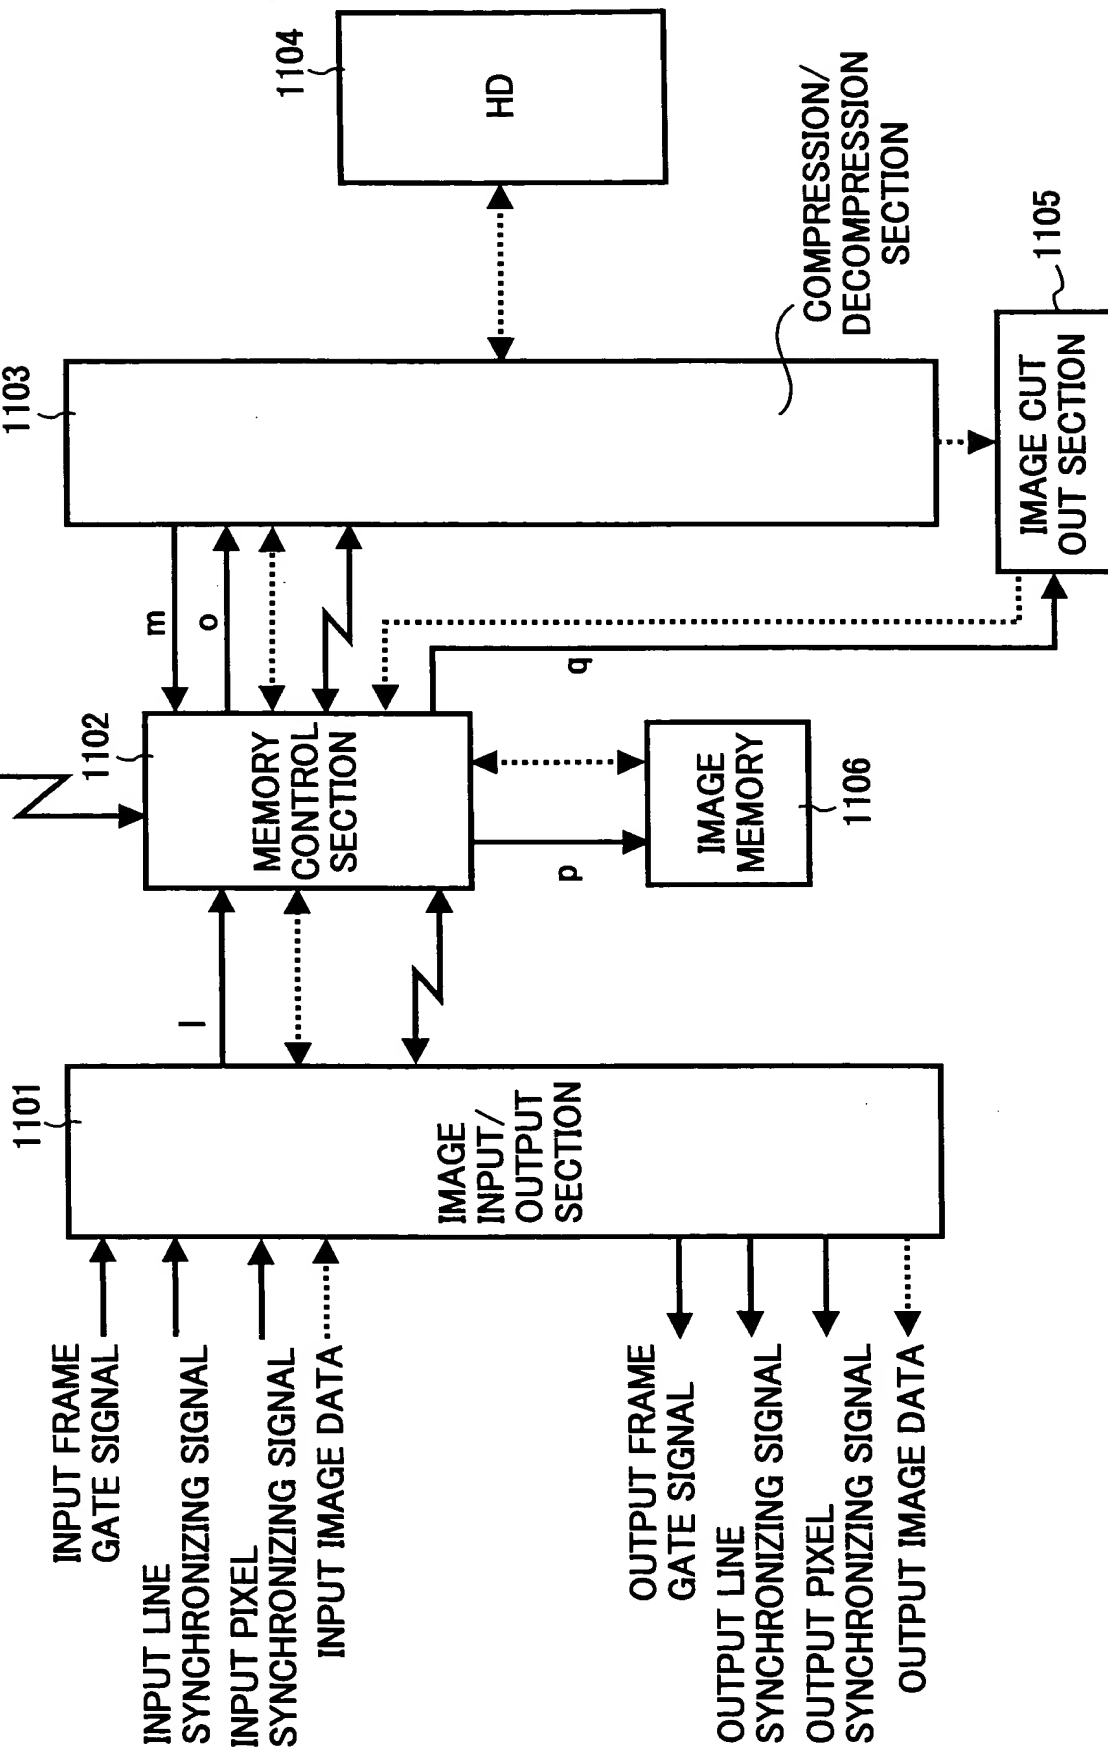 INPUT FRAME
GATE SIGNAL
INPUT LINE
SYNCHRONIZING SIGNAL
INPUT PIXEL
SYNCHRONIZING SIGNAL
INPUT IMAGE DATA
OUTPUT FRAME
GATE SIGNAL
OUTPUT LINE
SYNCHRONIZING SIGNAL
OUTPUT PIXEL
SYNCHRONIZING SIGNAL
OUTPUT IMAGE DATA
1101
IMAGE
INPUT/
OUTPUT
SECTION
l
1102
MEMORY
CONTROL
SECTION
p
IMAGE
MEMORY
1106
m
o
q
1103
COMPRESSION/
DECOMPRESSION
SECTION
1104
HD
IMAGE CUT
OUT SECTION
1105